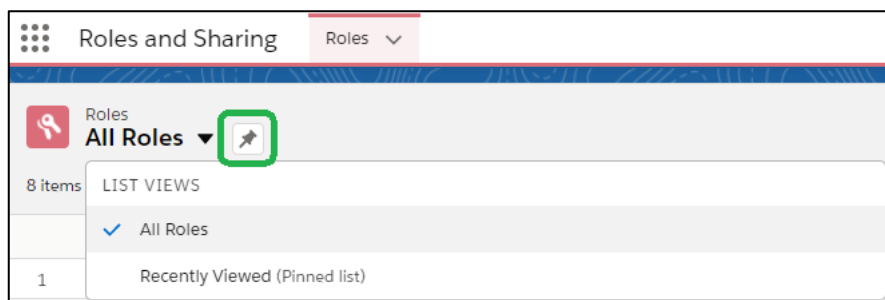 Roles and Sharing Roles
Roles
All Roles
8 items LIST VIEWS
All Roles
1 Recently Viewed (Pinned list)